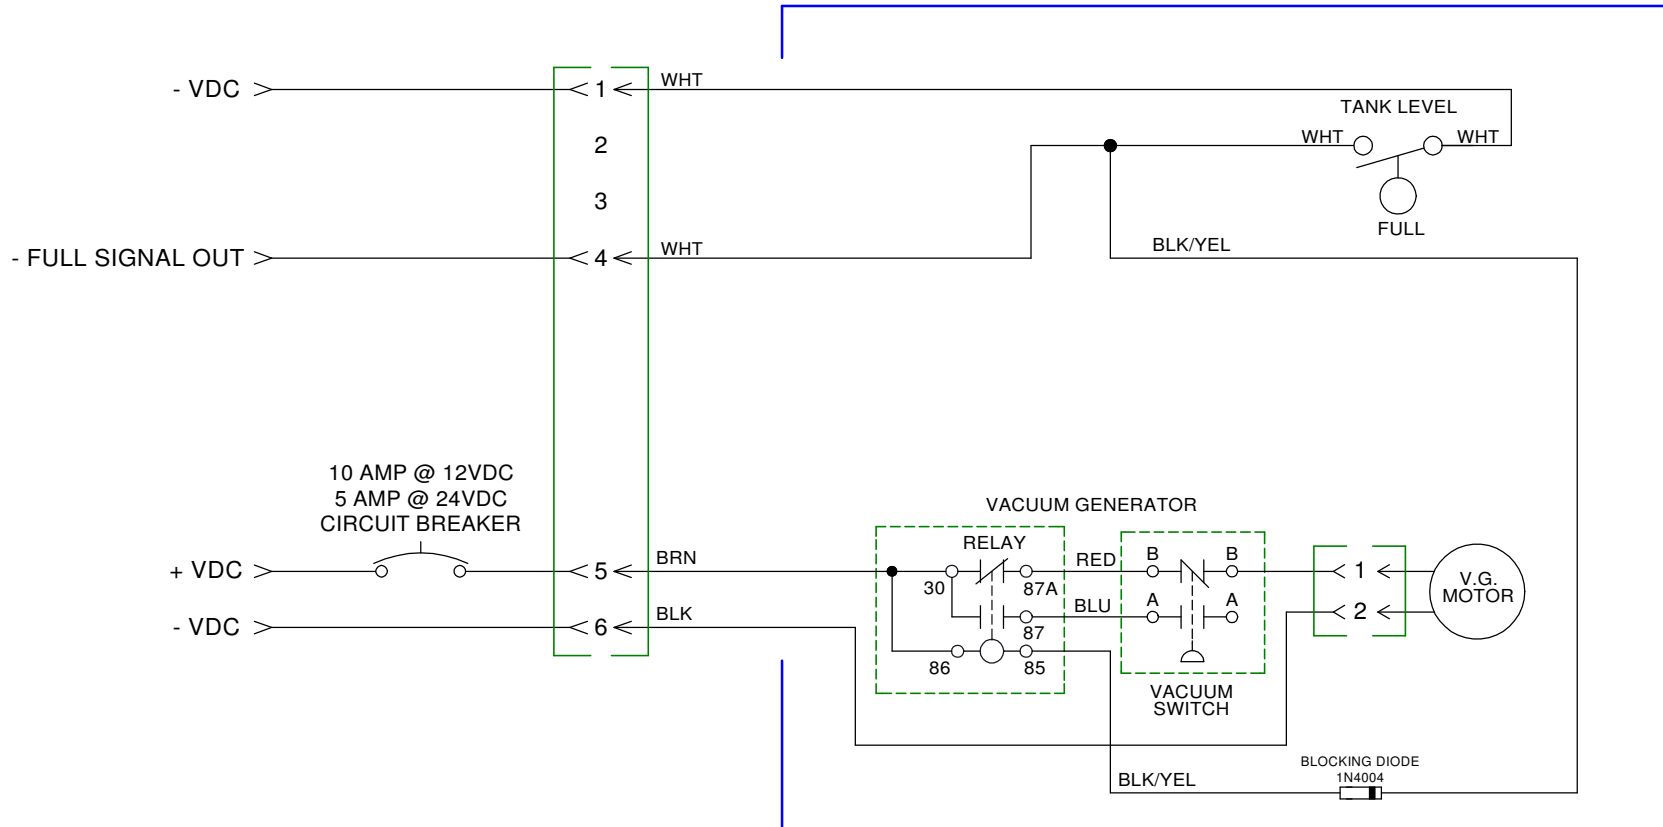 - VDC
1
WHT
TANK LEVEL
WHT
WHT
2
3
FULL
- FULL SIGNAL OUT
4
WHT
BLK/YEL
10 AMP @ 12VDC
5 AMP @ 24VDC
CIRCUIT BREAKER
VACUUM GENERATOR
RELAY
+ VDC
5
BRN
30
87A
RED
B
B
1
V.G.
MOTOR
BLU
A
A
2
- VDC
6
BLK
87
86
85
VACUUM
SWITCH
BLK/YEL
BLOCKING DIODE
1N4004